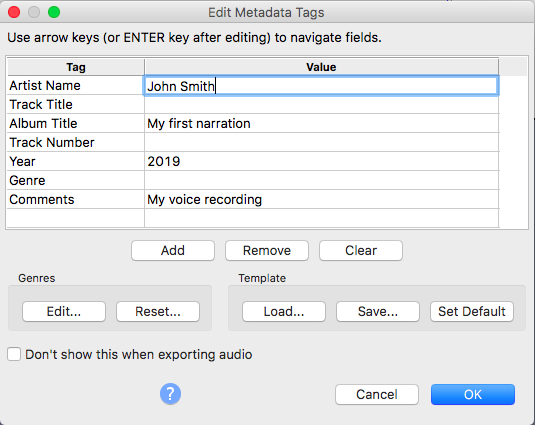 Edit Metadata Tags
Use arrow keys (or ENTER key after editing) to navigate fields.
Tag Value
Artist Name John Smith
Track Title
Album Title My first narration
Track Number
Year 2019
Genre
Comments My voice recording
Add Remove Clear
Genres Template
Edit... Reset... Load... Save... Set Default
Don't show this when exporting audio
? Cancel OK